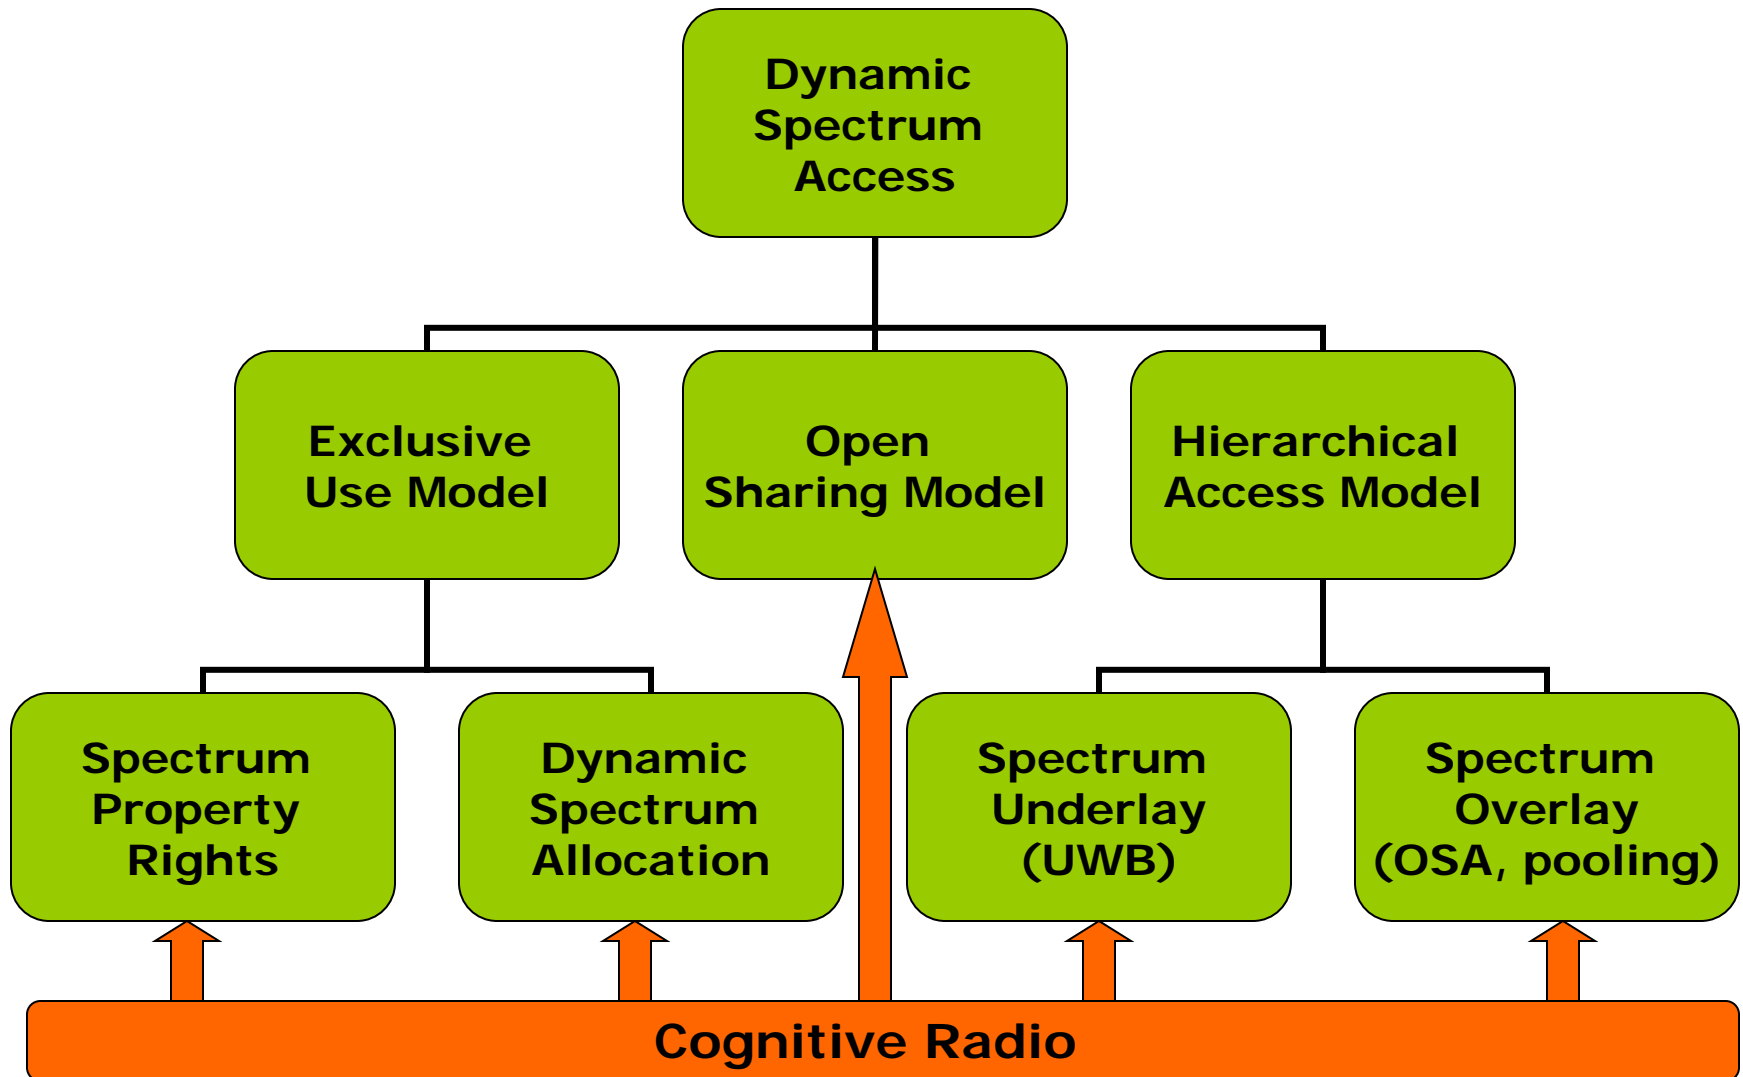 Dynamic
Spectrum
Access
Exclusive
Use Model
Open
Sharing Model
Hierarchical
Access Model
Spectrum
Property
Rights
Dynamic
Spectrum
Allocation
Spectrum
Underlay
(UWB)
Spectrum
Overlay
(OSA, pooling)
Cognitive Radio